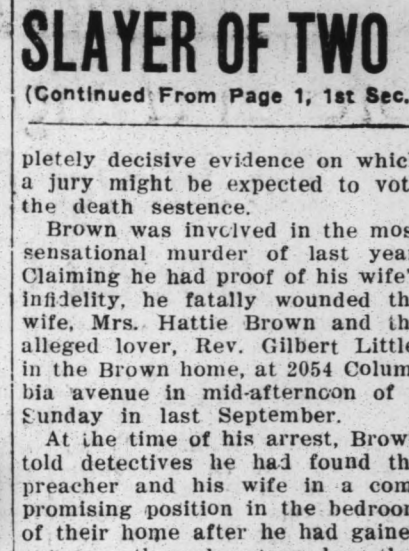 SLAYER OF TWO
(Continued From Page 1, 1st Sec.
pletely decisive evidence on whic
a jury might be expected to vot
the death sestence.
Brown was invclved in the mos
sensational murder of last yea
Claiming he had proof of his wife'
infidelity, he fatally wounded th
wife, Mrs. Hattie Brown and th
alleged lover, Rev. Gilbert Little
in the Brown home, at 2054 Colum
bia avenue in mid-afterncon of
Sunday in last September.
At the time of his arrest, Brow
told detectives he had found th
preacher and his wife in a com
promising position in the bedroom
of their home after he had gaine